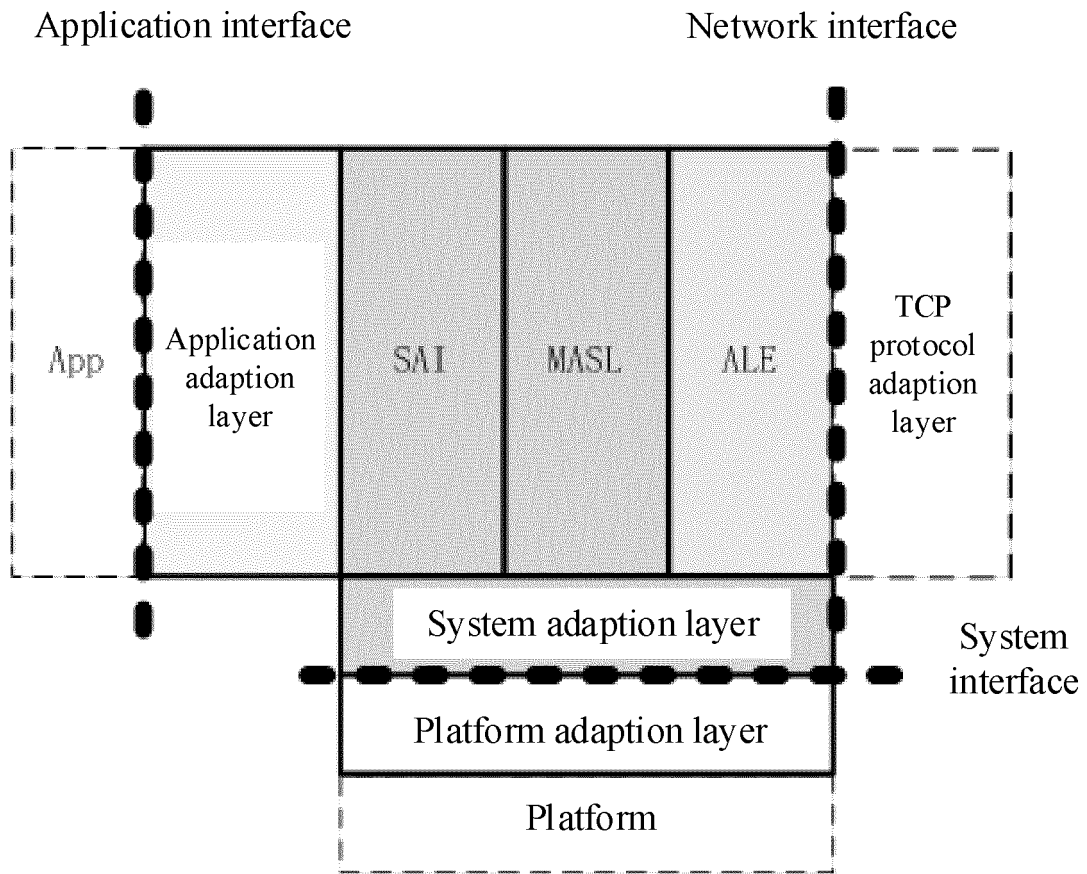 Application interface
Network interface
App
Application
adaption
layer
SAI
MASL
ALE
TCP
protocol
adaption
layer
System adaption layer
System
interface
Platform adaption layer
Platform